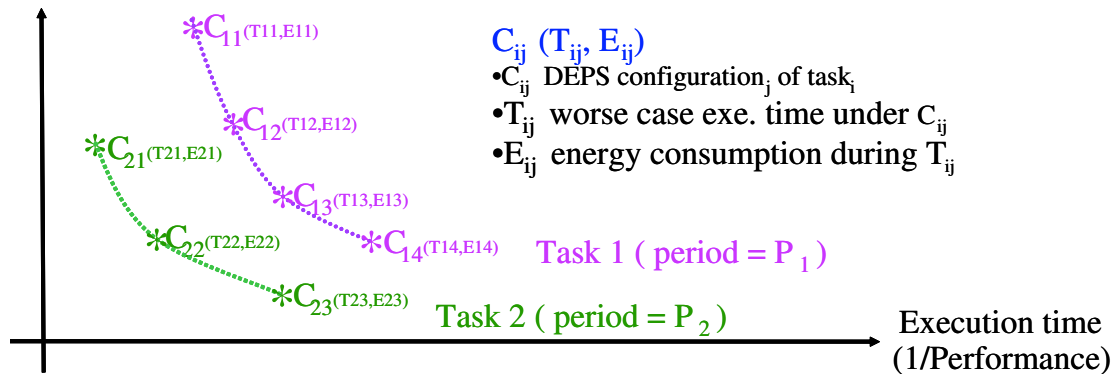 C11(T11,E11)
Cij (Tij, Eij)
•Cij DEPS configurationj of taski
•Tij worse case exe. time under Cij
•Eij energy consumption during Tij
C12(T12,E12)
C21(T21,E21)
C13(T13,E13)
C22(T22,E22)
C14(T14,E14)
Task 1 ( period = P1 )
C23(T23,E23)
Task 2 ( period = P2 )
Execution time
(1/Performance)